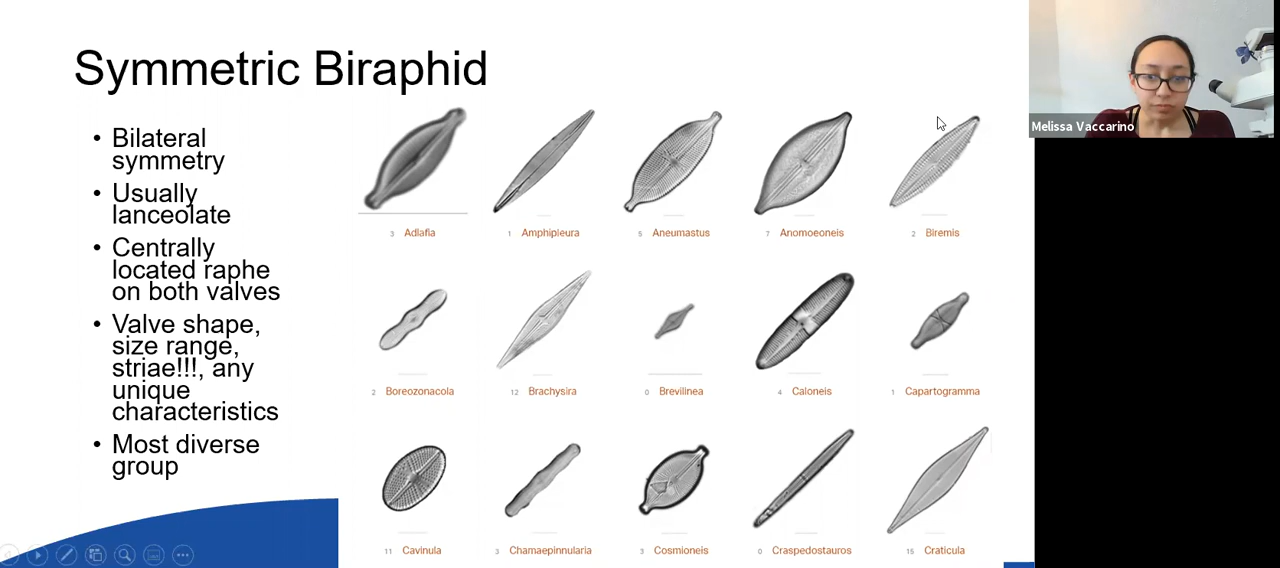 Symmetric Biraphid
• Bilateral
symmetry
• Usually
lanceolate
• Centrally
located raphe
on both valves
• Valve shape,
size range,
striae!!!, any
unique
characteristics
• Most diverse
group
3 Adlafia
1 Amphipleura
5 Aneumastus
7 Anomoeoneis
2 Biremis
2 Boreozonacola
12 Brachysira
0 Brevilinea
4 Caloneis
1 Capartogramma
11 Cavinula
3 Chamaepinnularia
3 Cosmioneis
0 Craspedostauros
15 Craticula
Melissa Vaccarino